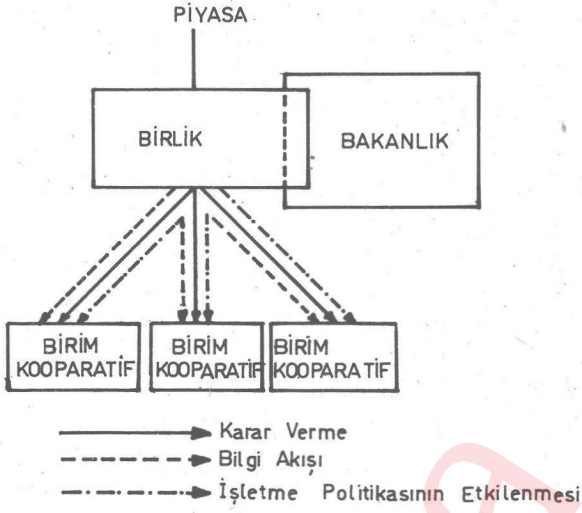 PİYASA
BİRLİK
BAKANLIK
BİRİM
KOOPARATİF
BİRİM
KOOPARATİF
BİRİM
KOOPARATİF
Karar Verme
Bilgi Akışı
İşletme Politikasının Etkilenmesi